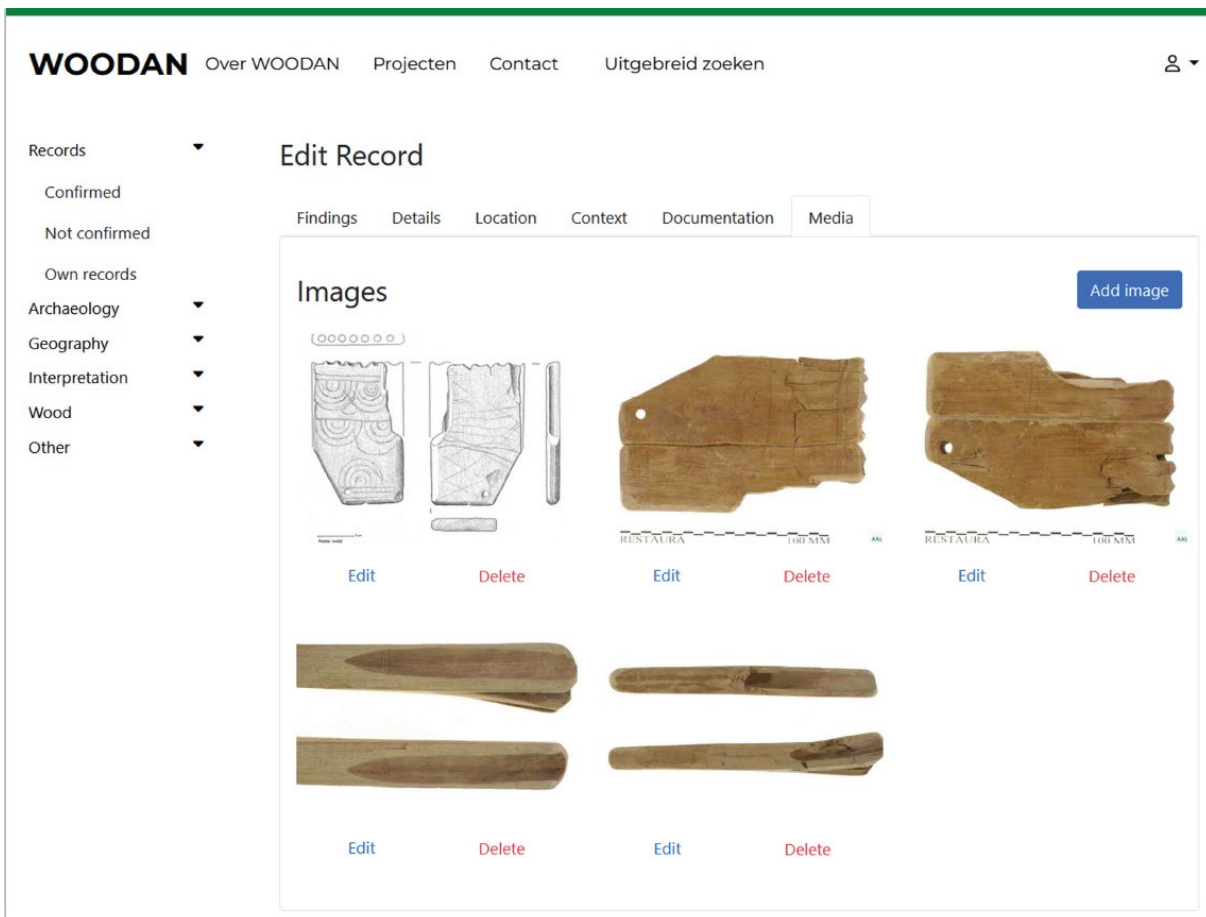 WOODAN Over WOODAN Projecten Contact Uitgebreid zoeken
Records
Confirmed
Not confirmed
Own records
Archaeology
Geography
Interpretation
Wood
Other
Edit Record
Findings Details Location Context Documentation Media
Images Add image
RESTAURA 100 MM AAL
RESTAURA 100 MM AAL
Edit Delete Edit Delete Edit Delete
Edit Delete Edit Delete